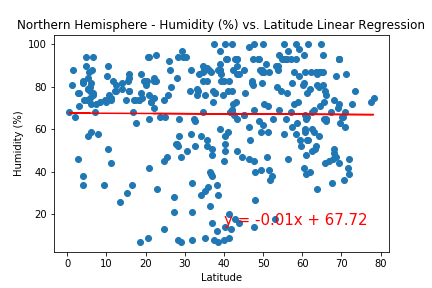 Northern Hemisphere - Humidity (%) vs. Latitude Linear Regression
100
80
60
40
20
Humidity (%)
y = -0.01x + 67.72
0 10 20 30 40 50 60 70 80
Latitude